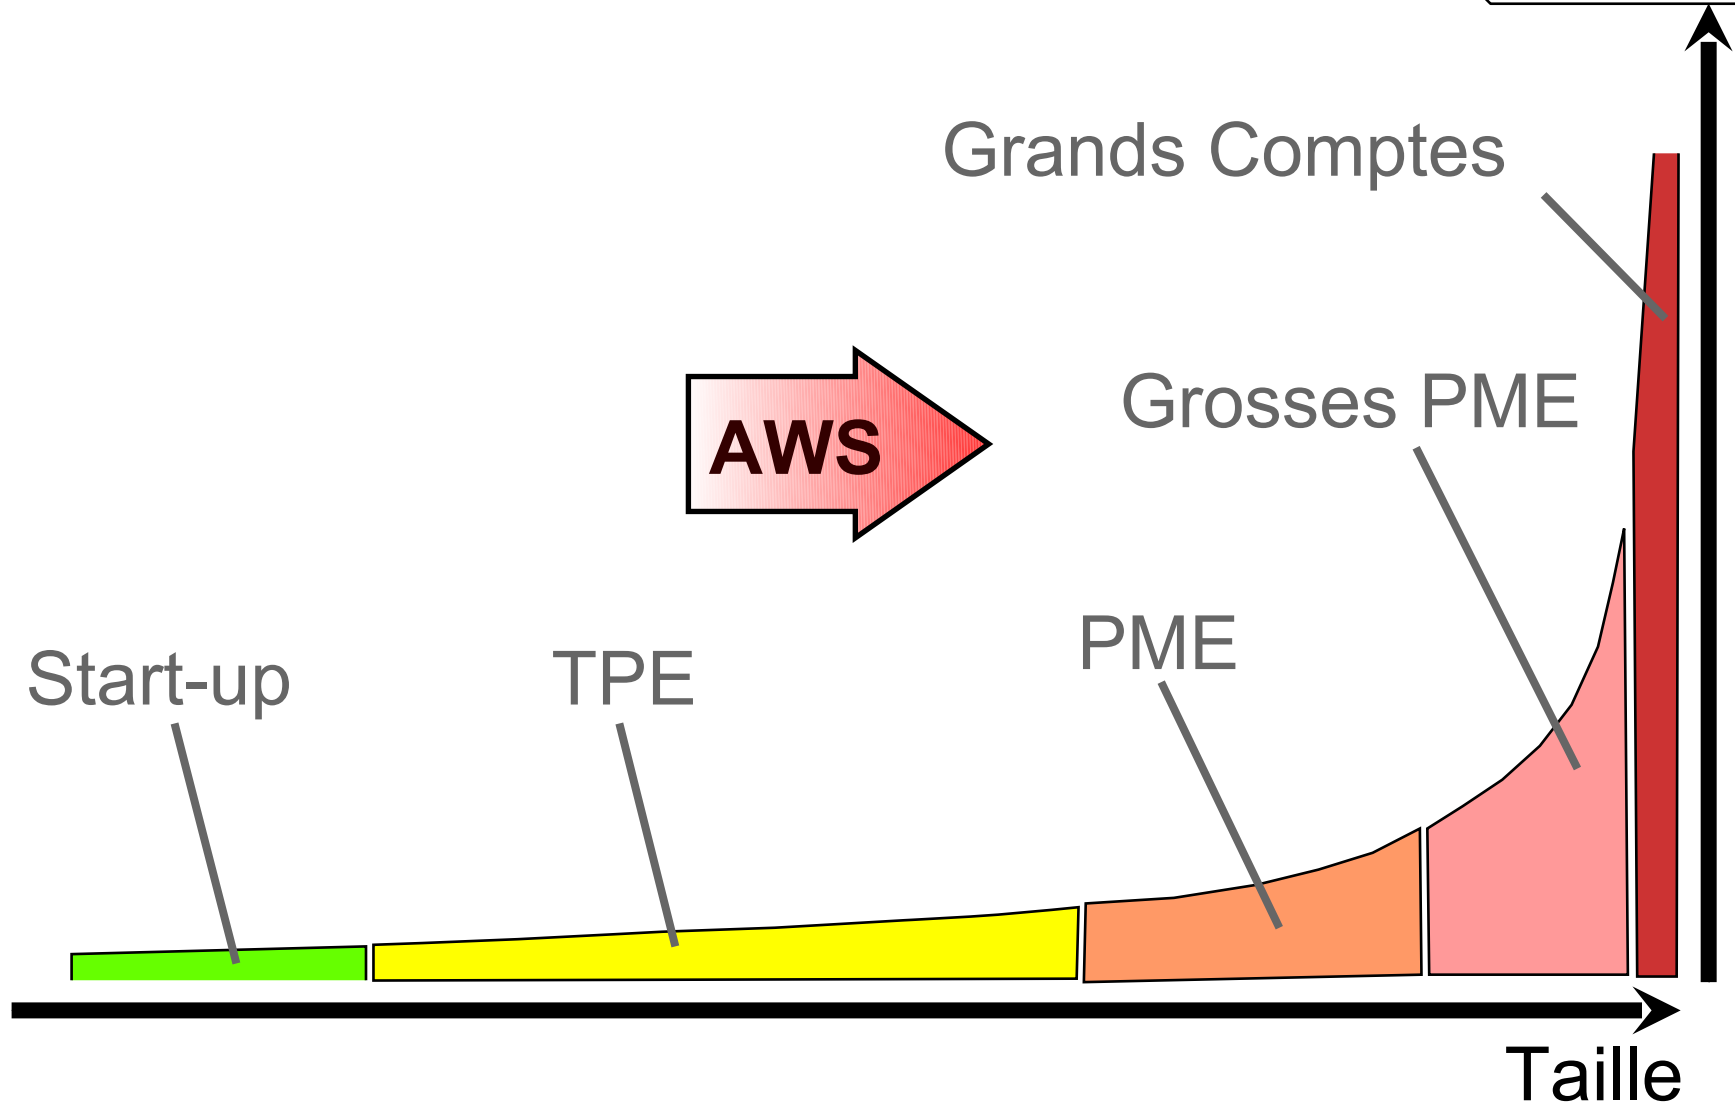 Grands Comptes
Grosses PME
AWS
PME
Start-up
TPE
Taille